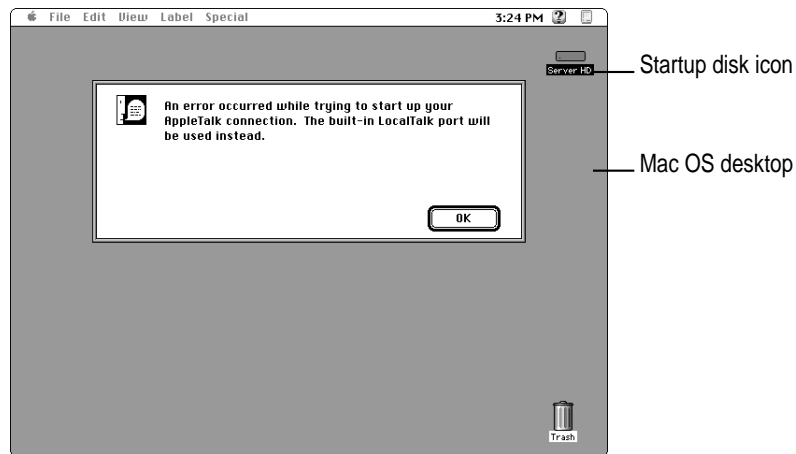 File Edit View Label Special 3:24 PM
Server HD
Startup disk icon
An error occurred while trying to start up your
AppleTalk connection. The built-in LocalTalk port will
be used instead.
Mac OS desktop
OK
Trash